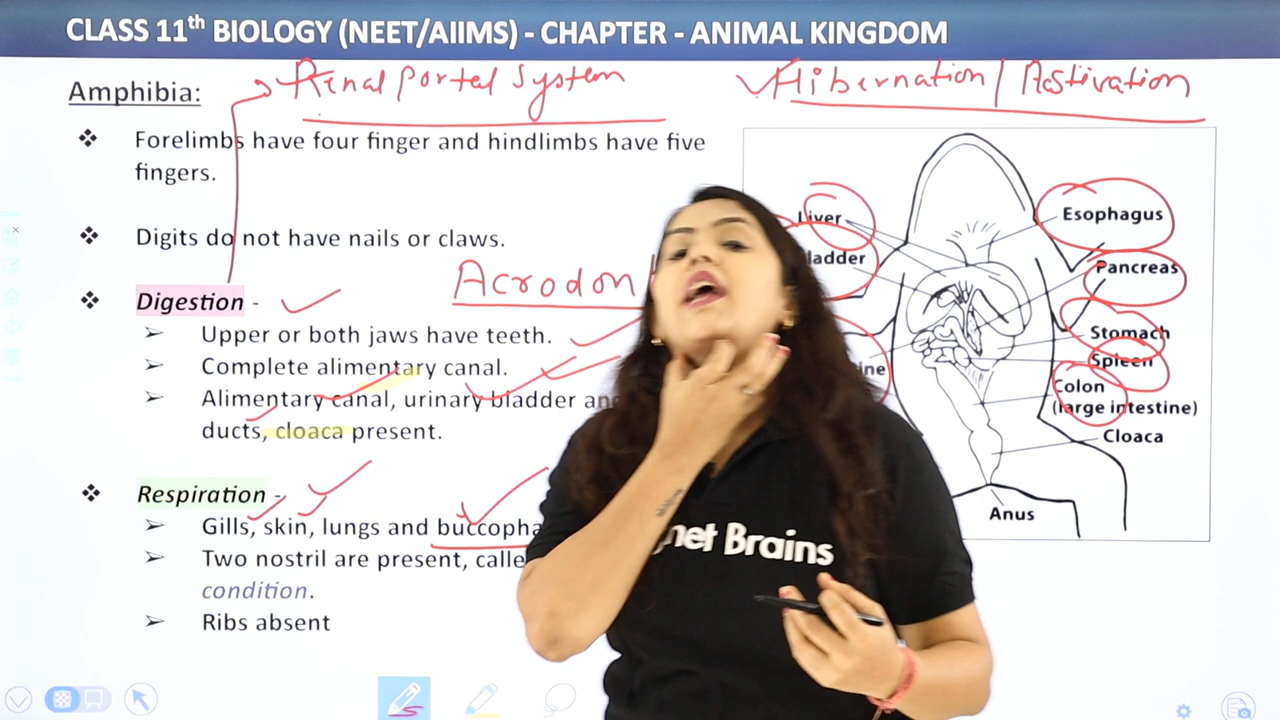 CLASS 11th BIOLOGY (NEET/AIIMS) - CHAPTER - ANIMAL KINGDOM
Renal Portal System
Hibernation / Aestivation
Amphibia:
❖ Forelimbs have four finger and hindlimbs have five
fingers.
❖ Digits do not have nails or claws.
Acrodon
❖ Digestion -
➢ Upper or both jaws have teeth.
➢ Complete alimentary canal.
➢ Alimentary canal, urinary bladder an
ducts, cloaca present.
❖ Respiration -
➢ Gills, skin, lungs and buccopha
➢ Two nostril are present, calle
condition.
➢ Ribs absent
Liver
ladder
ine
Esophagus
Pancreas
Stomach
Spleen
Colon
(large intestine)
Cloaca
Anus
net Brains